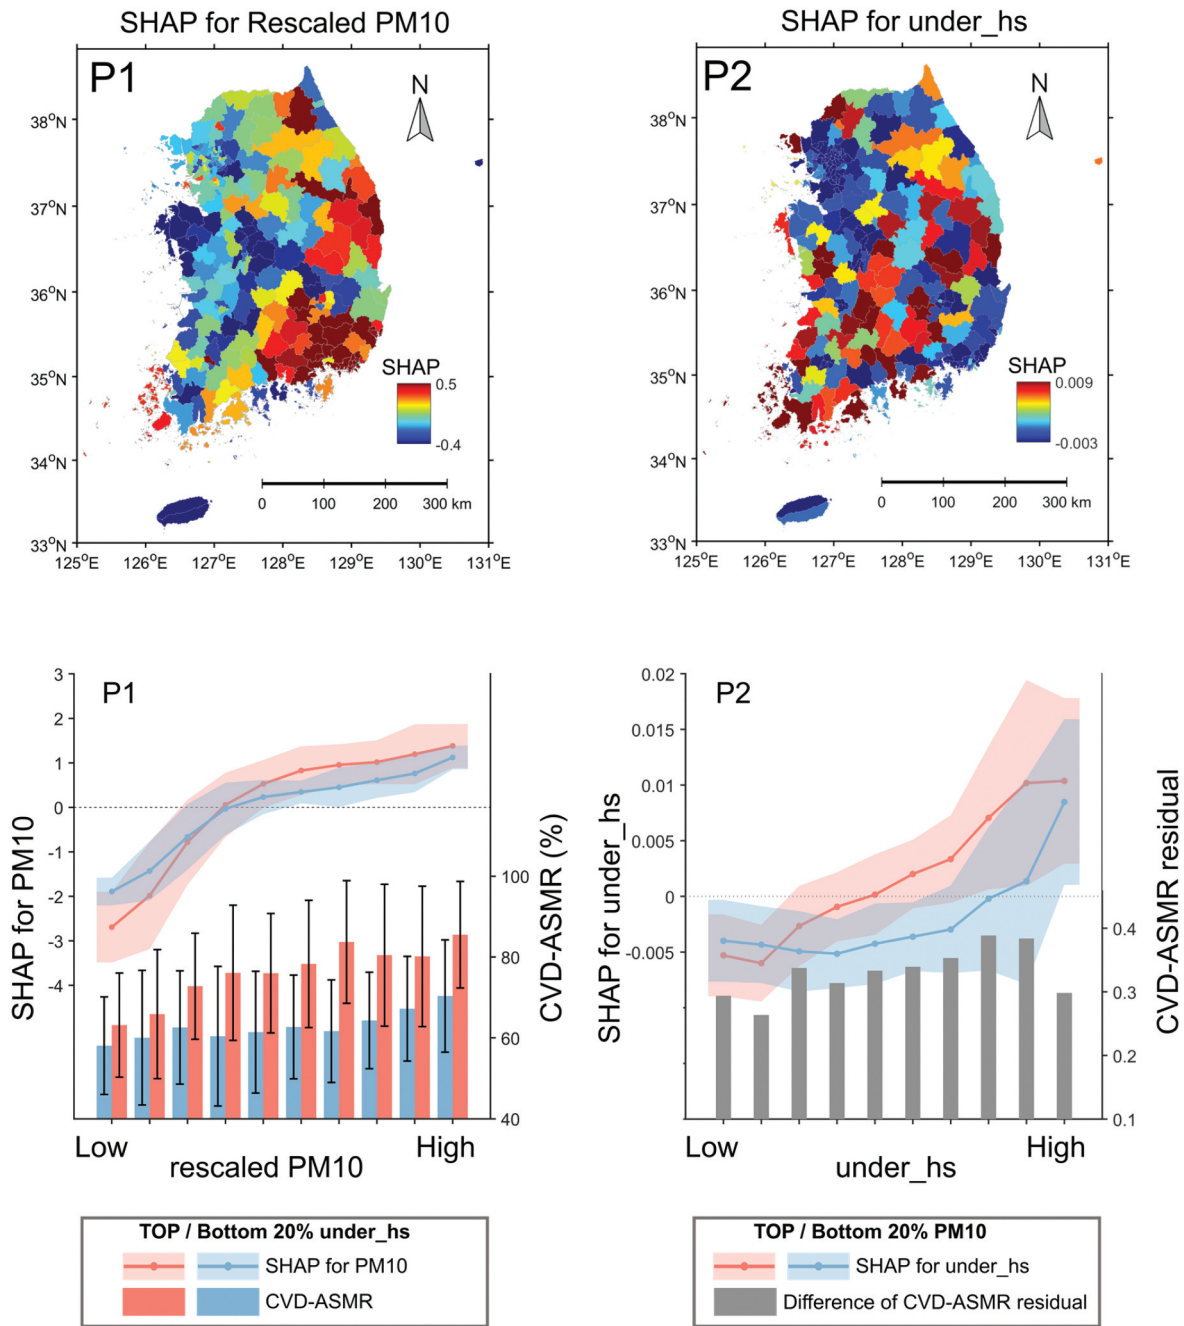 SHAP for Rescaled PM10
P1
N
38°N
37°N
36°N
35°N
34°N
33°N
SHAP
0.5
-0.4
0 100 200 300 km
125°E 126°E 127°E 128°E 129°E 130°E 131°E
SHAP for under_hs
P2
N
38°N
37°N
36°N
35°N
34°N
33°N
SHAP
0.009
-0.003
0 100 200 300 km
125°E 126°E 127°E 128°E 129°E 130°E 131°E
P1
SHAP for PM10
3
2
1
0
-1
-2
-3
-4
CVD-ASMR (%)
100
80
60
40
Low High
rescaled PM10
TOP / Bottom 20% under_hs
SHAP for PM10
CVD-ASMR
P2
SHAP for under_hs
0.02
0.015
0.01
0.005
0
-0.005
CVD-ASMR residual
0.4
0.3
0.2
0.1
Low High
under_hs
TOP / Bottom 20% PM10
SHAP for under_hs
Difference of CVD-ASMR residual